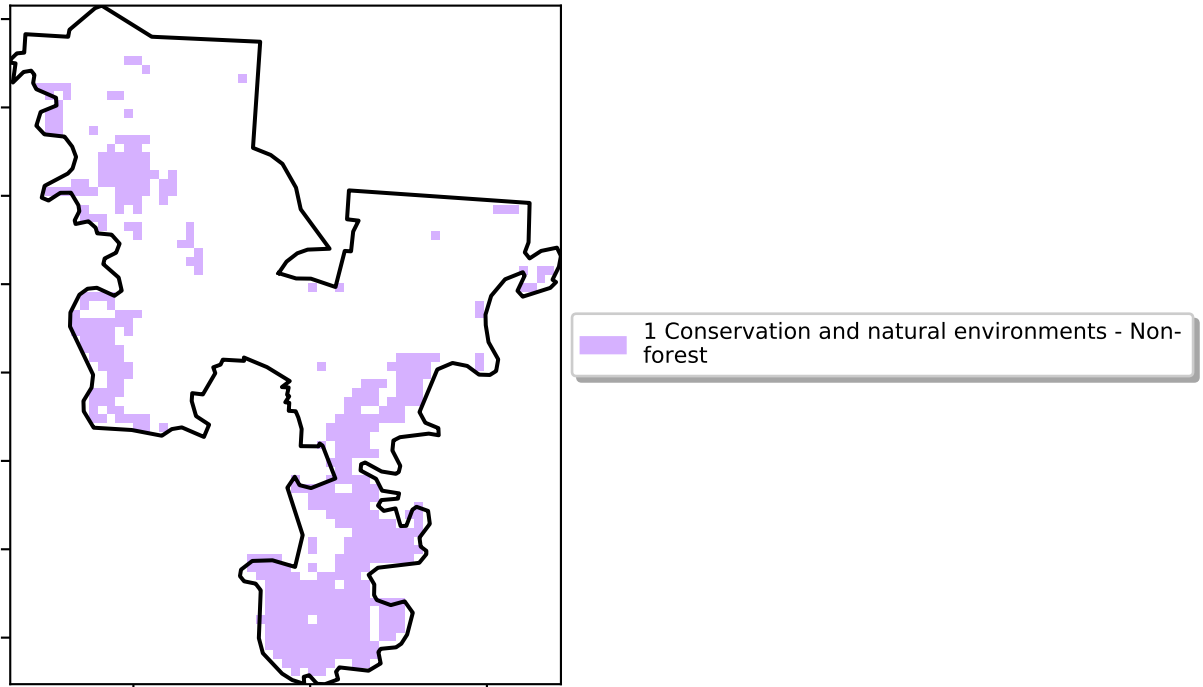 1 Conservation and natural environments - Non-
forest